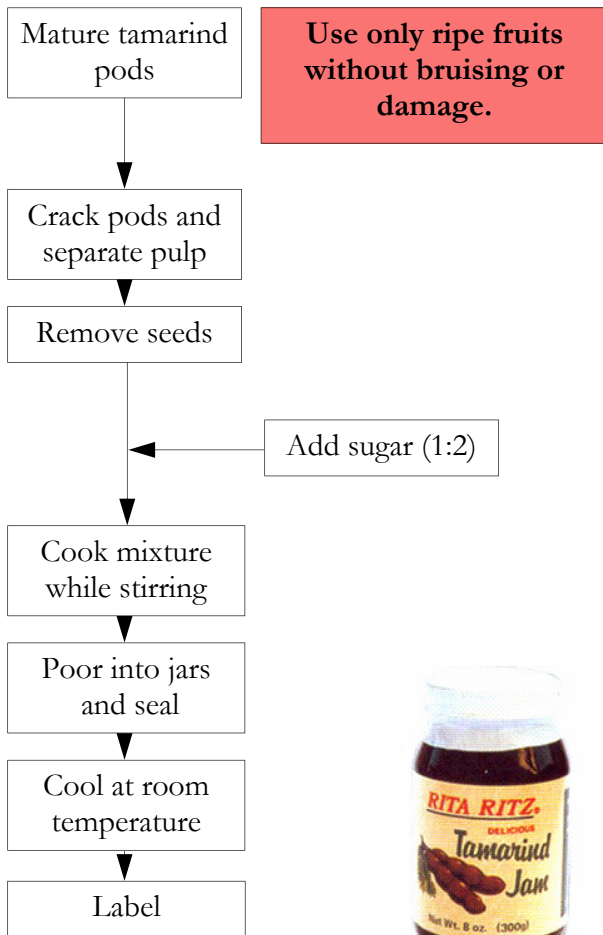 Mature tamarind
pods
Use only ripe fruits
without bruising or
damage.
Crack pods and
separate pulp
Remove seeds
Add sugar (1:2)
Cook mixture
while stirring
Poor into jars
and seal
Cool at room
temperature
Label
RITA RITZ.
DELICIOUS
Tamarind
Jam
Net Wt. 8 oz. (300g)